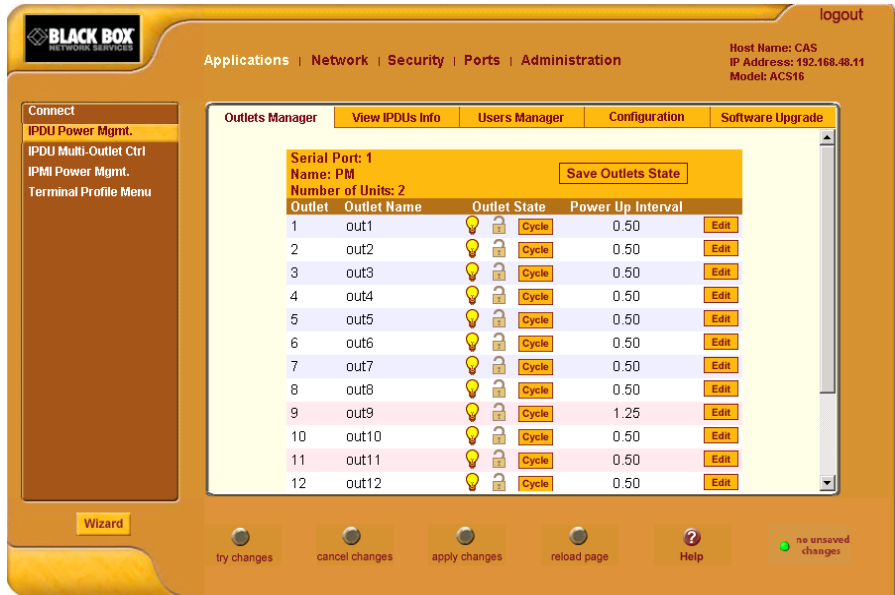 logout
BLACK BOX
NETWORK SERVICES
Applications | Network | Security | Ports | Administration
Host Name: CAS
IP Address: 192.168.48.11
Model: ACS16
Connect
IPDU Power Mgmt.
IPDU Multi-Outlet Ctrl
IPMI Power Mgmt.
Terminal Profile Menu
Outlets Manager View IPDUs Info Users Manager Configuration Software Upgrade
Serial Port: 1
Name: PM
Number of Units: 2
Save Outlets State
Outlet Outlet Name Outlet State Power Up Interval
1 out1 Cycle 0.50 Edit
2 out2 Cycle 0.50 Edit
3 out3 Cycle 0.50 Edit
4 out4 Cycle 0.50 Edit
5 out5 Cycle 0.50 Edit
6 out6 Cycle 0.50 Edit
7 out7 Cycle 0.50 Edit
8 out8 Cycle 0.50 Edit
9 out9 Cycle 1.25 Edit
10 out10 Cycle 0.50 Edit
11 out11 Cycle 0.50 Edit
12 out12 Cycle 0.50 Edit
Wizard
try changes
cancel changes
apply changes
reload page
?
Help
no unsaved
changes